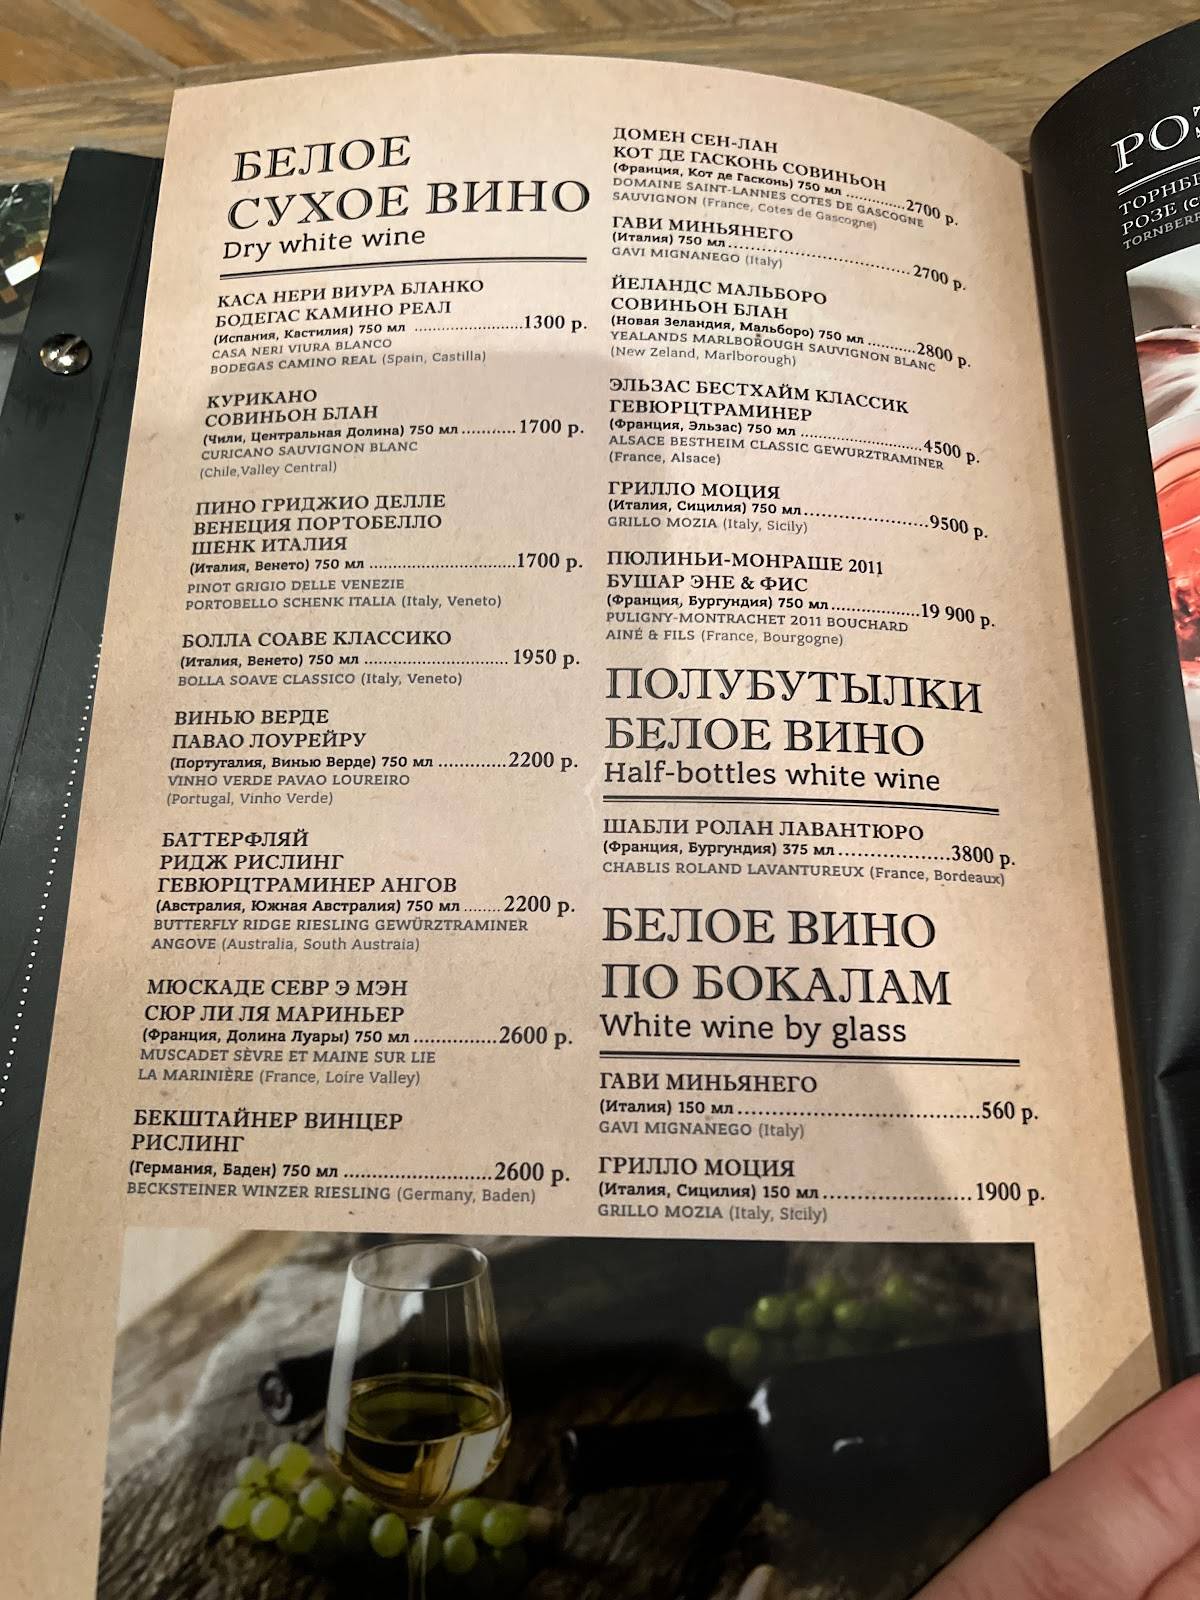 БЕЛОЕ
СУХОЕ ВИНО
Dry white wine
КАСА НЕРИ ВИУРА БЛАНКО
БОДЕГАС КАМИНО РЕАЛ
(Испания, Кастилия) 750 мл ......................1300 р.
CASA NERI VIURA BLANCO
BODEGAS CAMINO REAL (Spain, Castilla)
КУРИКАНО
СОВИНЬОН БЛАН
(Чили, Центральная Долина) 750 мл ...........1700 р.
CURICANO SAUVIGNON BLANC
(Chile,Valley Central)
ПИНО ГРИДЖИО ДЕЛЛЕ
ВЕНЕЦИЯ ПОРТОБЕЛЛО
ШЕНК ИТАЛИЯ
(Италия, Венето) 750 мл .............................1700 р.
PINOT GRIGIO DELLE VENEZIE
PORTOBELLO SCHENK ITALIA (Italy, Veneto)
БОЛЛА СОАВЕ КЛАССИКО
(Италия, Венето) 750 мл ............................. 1950 р.
BOLLA SOAVE CLASSICO (Italy, Veneto)
ВИНЬЮ ВЕРДЕ
ПАВАО ЛОУРЕЙРУ
(Португалия, Винью Верде) 750 мл .............2200 р.
VINHO VERDE PAVAO LOUREIRO
(Portugal, Vinho Verde)
БАТТЕРФЛЯЙ
РИДЖ РИСЛИНГ
ГЕВЮРЦТРАМИНЕР АНГОВ
(Австралия, Южная Австралия) 750 мл .......2200 р.
BUTTERFLY RIDGE RIESLING GEWÜRZTRAMINER
ANGOVE (Australia, South Austraia)
МЮСКАДЕ СЕВР Э МЭН
СЮР ЛИ ЛЯ МАРИНЬЕР
(Франция, Долина Луары) 750 мл ...............2600 р.
MUSCADET SÈVRE ET MAINE SUR LIE
LA MARINIÈRE (France, Loire Valley)
БЕКШТАЙНЕР ВИНЦЕР
РИСЛИНГ
(Германия, Баден) 750 мл ..........................2600 р.
BECKSTEINER WINZER RIESLING (Germany, Baden)
ДОМЕН СЕН-ЛАН
КОТ ДЕ ГАСКОНЬ СОВИНЬОН
(Франция, Кот де Гасконь) 750 мл ...........2700 р.
DOMAINE SAINT-LANNES COTES DE GASCOGNE
SAUVIGNON (France, Cotes de Gascogne)
ГАВИ МИНЬЯНЕГО
(Италия) 750 мл..................................2700 р.
GAVI MIGNANEGO (Italy)
ЙЕЛАНДС МАЛЬБОРО
СОВИНЬОН БЛАН
(Новая Зеландия, Мальборо) 750 мл .........2800 р.
YEALANDS MARLBOROUGH SAUVIGNON BLANC
(New Zeland, Marlborough)
ЭЛЬЗАС БЕСТХАЙМ КЛАССИК
ГЕВЮРЦТРАМИНЕР
(Франция, Эльзас) 750 мл .......................4500 р.
ALSACE BESTHEIM CLASSIC GEWURZTRAMINER
(France, Alsace)
ГРИЛЛО МОЦИЯ
(Италия, Сицилия) 750 мл.......................9500 р.
GRILLO MOZIA (Italy, Sicily)
ПЮЛИНЬИ-МОНРАШЕ 2011
БУШАР ЭНЕ & ФИС
(Франция, Бургундия) 750 мл................19 900 р.
PULIGNY-MONTRACHET 2011 BOUCHARD
AINÉ & FILS (France, Bourgogne)
ПОЛУБУТЫЛКИ
БЕЛОЕ ВИНО
Half-bottles white wine
ШАБЛИ РОЛАН ЛАВАНТЮРО
(Франция, Бургундия) 375 мл....................3800 р.
CHABLIS ROLAND LAVANTUREUX (France, Bordeaux)
БЕЛОЕ ВИНО
ПО БОКАЛАМ
White wine by glass
ГАВИ МИНЬЯНЕГО
(Италия) 150 мл..........................................560 р.
GAVI MIGNANEGO (Italy)
ГРИЛЛО МОЦИЯ
(Италия, Сицилия) 150 мл..........................1900 р.
GRILLO MOZIA (Italy, Sicily)
РОЗЕ